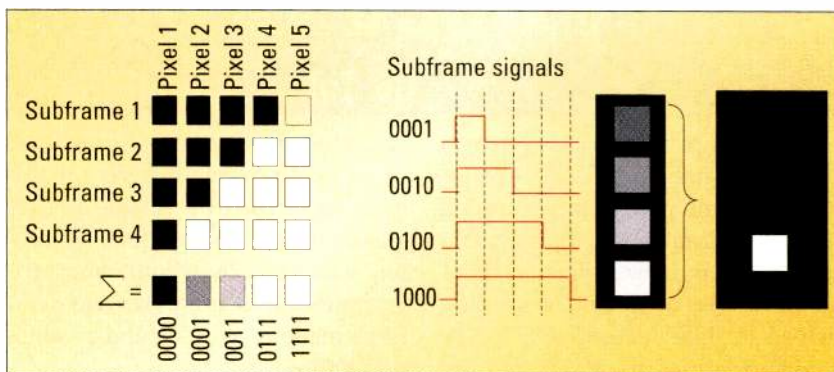 Pixel 1
Pixel 2
Pixel 3
Pixel 4
Pixel 5
Subframe 1
Subframe 2
Subframe 3
Subframe 4
∑ =
0000
0001
0011
0111
1111
Subframe signals
0001
0010
0100
1000